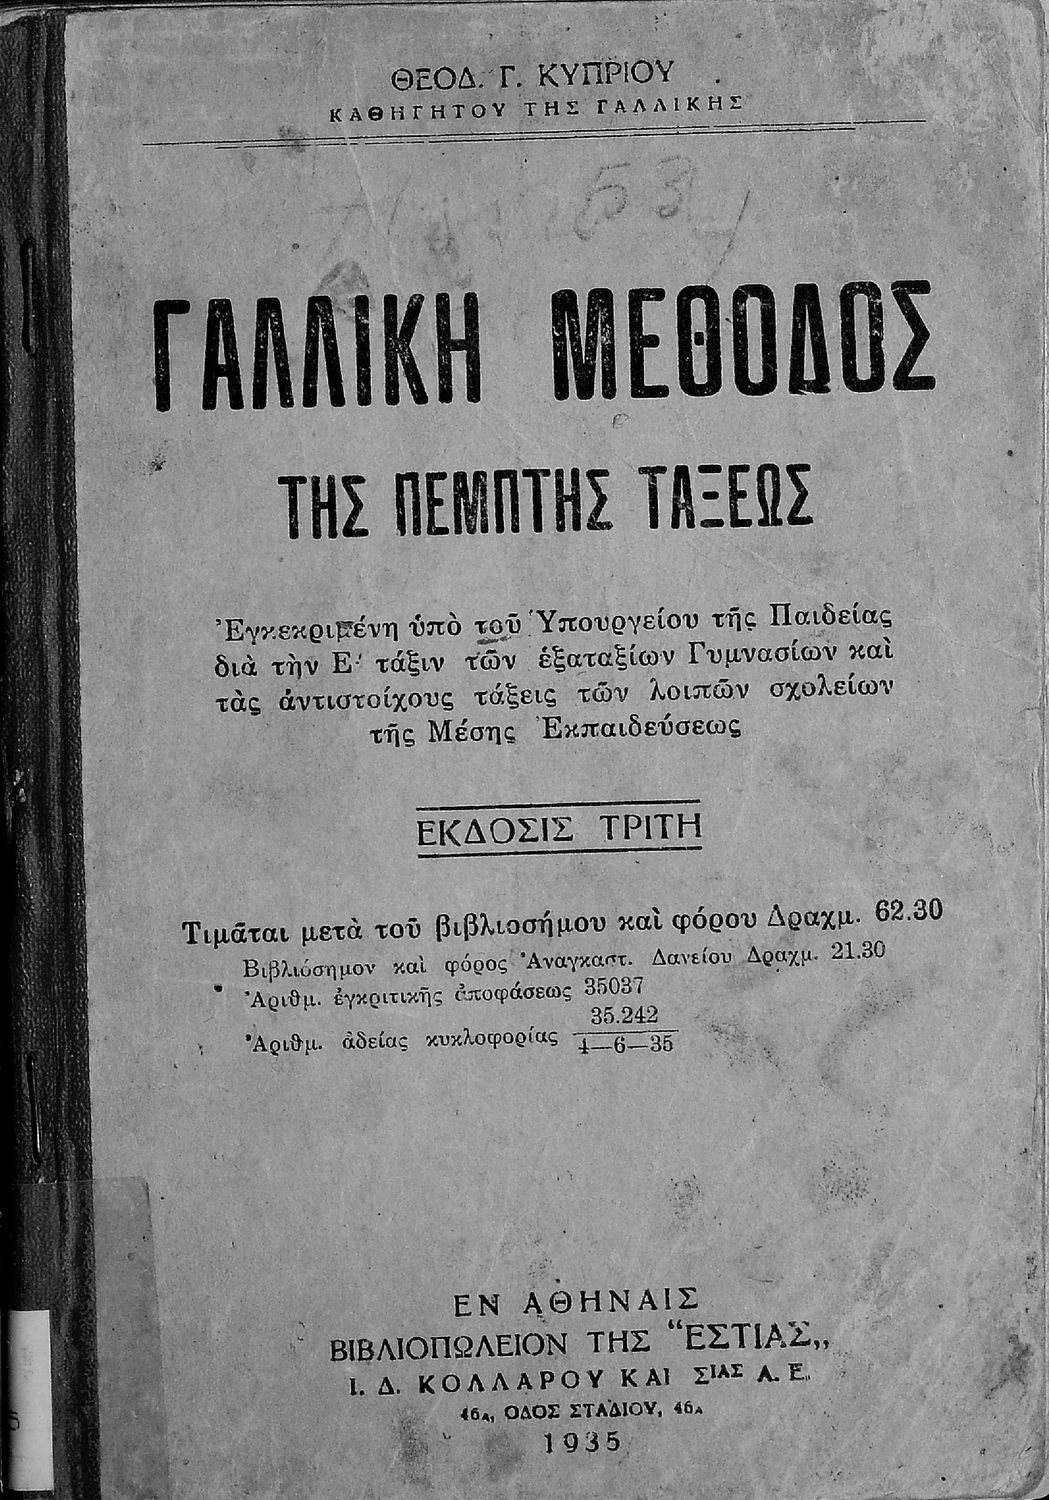 ΘΕΟΔ. Γ. ΚΥΠΡΙΟΥ
ΚΑΘΗΓΗΤΟΥ ΤΗΣ ΓΑΛΛΙΚΗΣ
53
ΓΑΛΛΙΚΗ ΜΕΘΟΔΟΣ
ΤΗΣ ΠΕΜΠΤΗΣ ΤΑΞΕΩΣ
Ἐγκεκριμένη ὑπὸ τοῦ Ὑπουργείου τῆς Παιδείας
διὰ τὴν Ε΄ τάξιν τῶν ἑξαταξίων Γυμνασίων καὶ
τὰς ἀντιστοίχους τάξεις τῶν λοιπῶν σχολείων
τῆς Μέσης Ἐκπαιδεύσεως
ΕΚΔΟΣΙΣ ΤΡΙΤΗ
Τιμᾶται μετὰ τοῦ βιβλιοσήμου καὶ φόρου Δραχμ. 62.30
Βιβλιόσημον καὶ φόρος Ἀναγκαστ. Δανείου Δραχμ. 21.30
Ἀριθμ. ἐγκριτικῆς ἀποφάσεως 35037
35.242
Ἀριθμ. ἀδείας κυκλοφορίας 4—6—35
ΕΝ ΑΘΗΝΑΙΣ
ΒΙΒΛΙΟΠΩΛΕΙΟΝ ΤΗΣ “ΕΣΤΙΑΣ„
Ι. Δ. ΚΟΛΛΑΡΟΥ ΚΑΙ ΣΙΑΣ Α. Ε.
46Α, ΟΔΟΣ ΣΤΑΔΙΟΥ, 46Α
1935
5